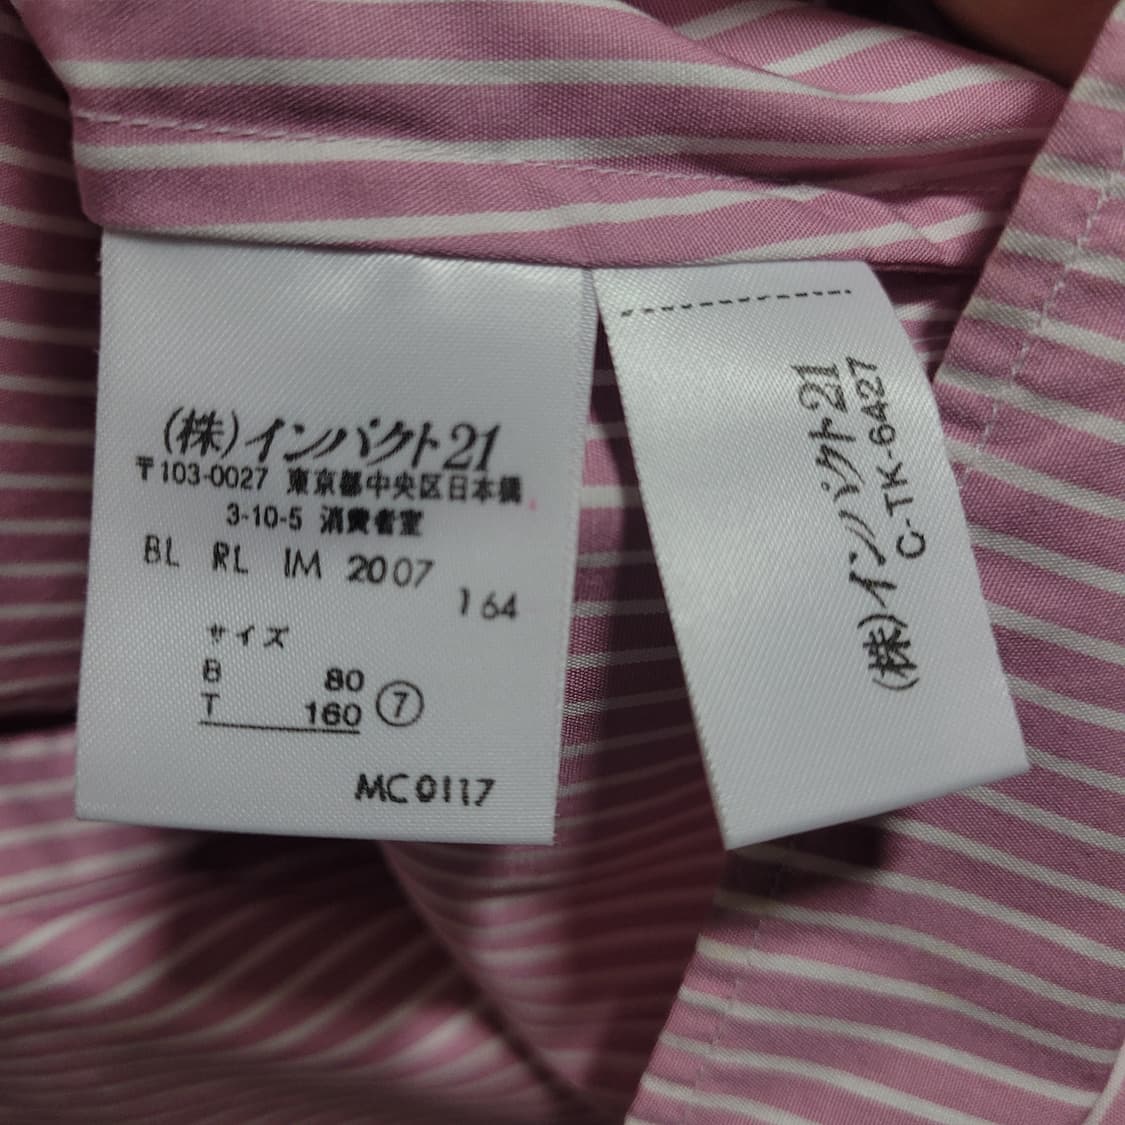 (株)インパクト21
〒103-0027 東京都中央区日本橋
3-10-5 消費者室
BL RL IM 2007
164
サイズ
B 80
T 160 ⑦
MC0117
(株)インパクト21
C-TK-6427